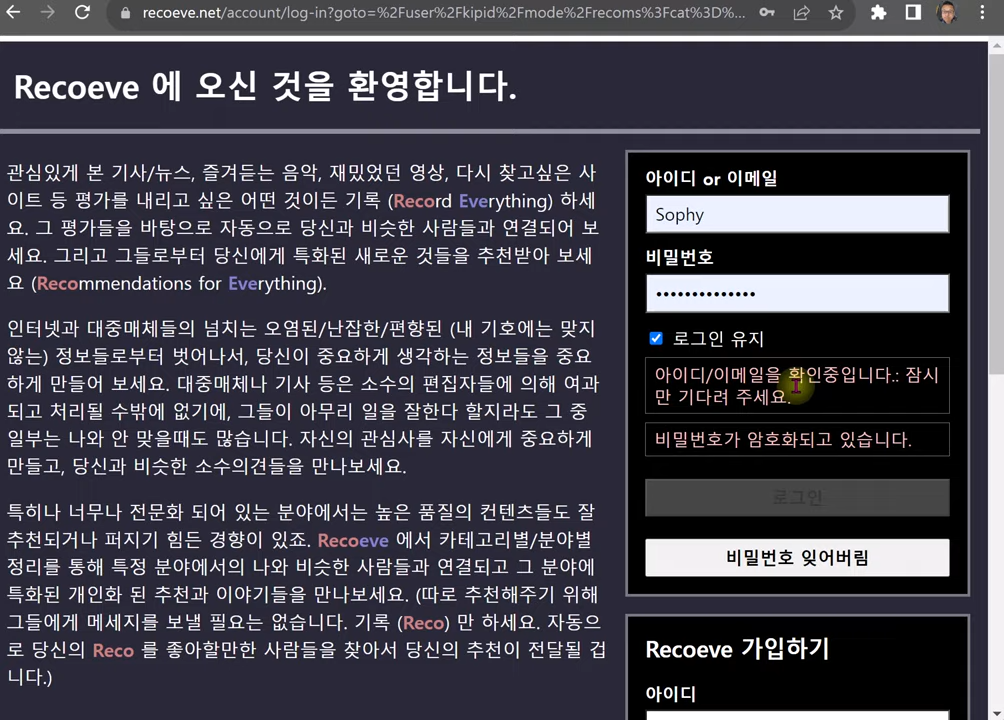 recoeve.net/account/log-in?goto=%2Fuser%2Fkipid%2Fmode%2Frecoms%3Fcat%3D%...
Recoeve 에 오신 것을 환영합니다.
관심있게 본 기사/뉴스, 즐겨듣는 음악, 재밌었던 영상, 다시 찾고싶은 사
이트 등 평가를 내리고 싶은 어떤 것이든 기록 (Record Everything) 하세
요. 그 평가들을 바탕으로 자동으로 당신과 비슷한 사람들과 연결되어 보
세요. 그리고 그들로부터 당신에게 특화된 새로운 것들을 추천받아 보세
요 (Recommendations for Everything).
인터넷과 대중매체들의 넘치는 오염된/난잡한/편향된 (내 기호에는 맞지
않는) 정보들로부터 벗어나서, 당신이 중요하게 생각하는 정보들을 중요
하게 만들어 보세요. 대중매체나 기사 등은 소수의 편집자들에 의해 여과
되고 처리될 수밖에 없기에, 그들이 아무리 일을 잘한다 할지라도 그 중
일부는 나와 안 맞을때도 많습니다. 자신의 관심사를 자신에게 중요하게
만들고, 당신과 비슷한 소수의견들을 만나보세요.
특히나 너무나 전문화 되어 있는 분야에서는 높은 품질의 컨텐츠들도 잘
추천되거나 퍼지기 힘든 경향이 있죠. Recoeve 에서 카테고리별/분야별
정리를 통해 특정 분야에서의 나와 비슷한 사람들과 연결되고 그 분야에
특화된 개인화 된 추천과 이야기들을 만나보세요. (따로 추천해주기 위해
그들에게 메세지를 보낼 필요는 없습니다. 기록 (Reco) 만 하세요. 자동으
로 당신의 Reco 를 좋아할만한 사람들을 찾아서 당신의 추천이 전달될 겁
니다.)
아이디 or 이메일
Sophy
비밀번호
••••••••••••••
로그인 유지
아이디/이메일을 확인중입니다.: 잠시
만 기다려 주세요.
비밀번호가 암호화되고 있습니다.
로그인
비밀번호 잊어버림
Recoeve 가입하기
아이디